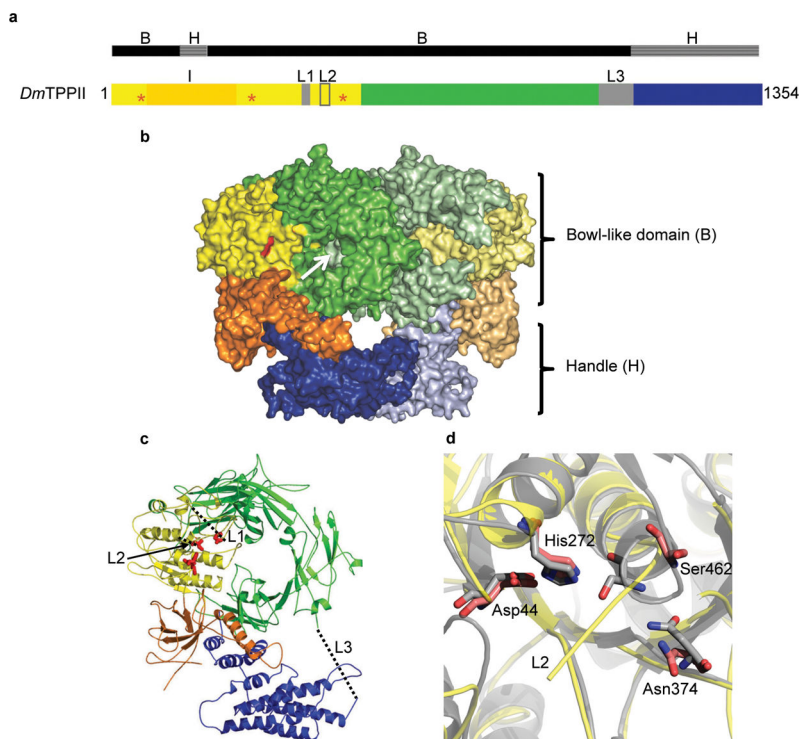 a
B H B H
I L1 L2 L3
DmTPPII 1 * * * 1354
b
Bowl-like domain (B)
Handle (H)
c
L1
L2
L3
d
His272
Ser462
Asp44
L2
Asn374